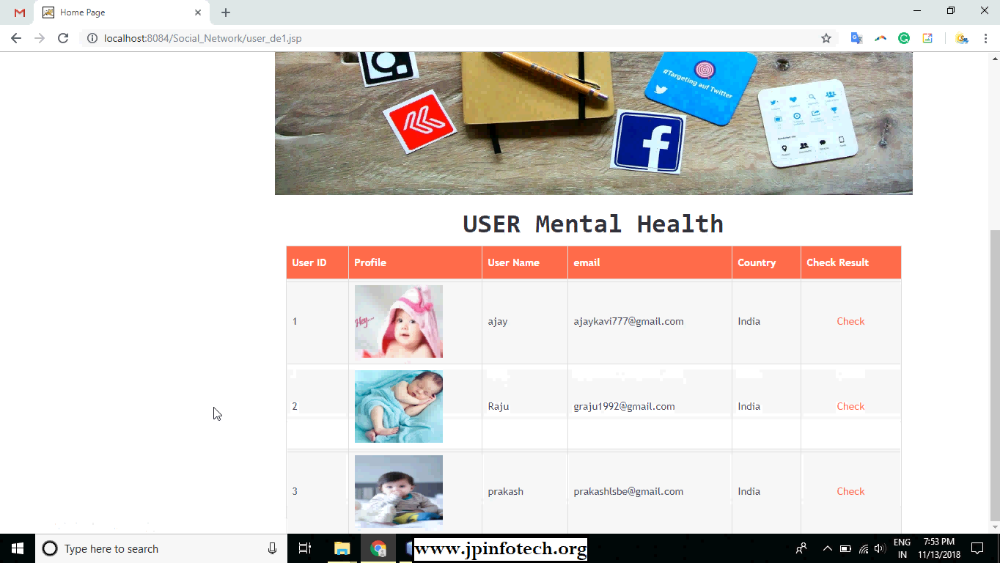 Home Page
localhost:8084/Social_Network/user_de1.jsp
#Targeting auf Twitter
USER Mental Health
User ID Profile User Name email Country Check Result
Hey...
1 ajay ajaykavi777@gmail.com India Check
2 Raju graju1992@gmail.com India Check
3 prakash prakashlsbe@gmail.com India Check
Type here to search
www.jpinfotech.org
ENG
IN
7:53 PM
11/13/2018